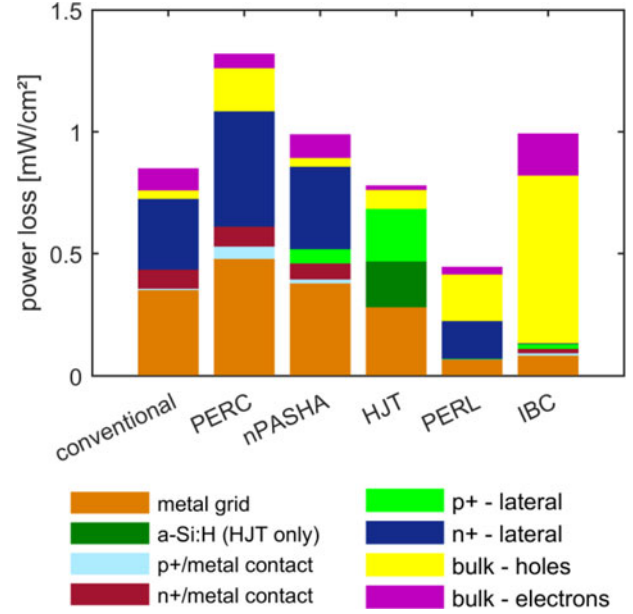 1.5
1
0.5
0
power loss [mW/cm²]
conventional
PERC
nPASHA
HJT
PERL
IBC
metal grid
a-Si:H (HJT only)
p+/metal contact
n+/metal contact
p+ - lateral
n+ - lateral
bulk - holes
bulk - electrons